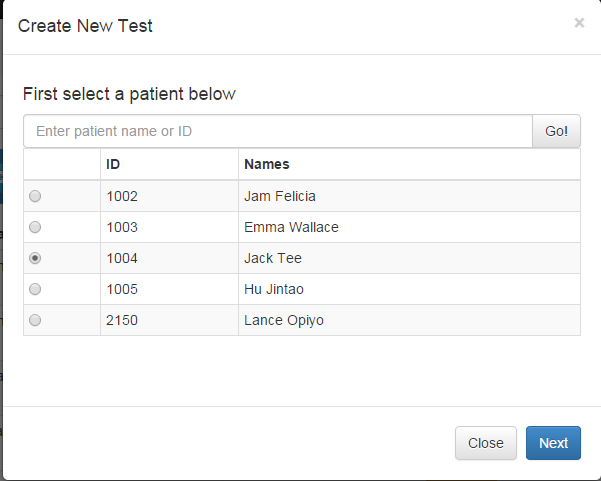 Create New Test ×
First select a patient below
Enter patient name or ID Go!
ID Names
1002 Jam Felicia
1003 Emma Wallace
1004 Jack Tee
1005 Hu Jintao
2150 Lance Opiyo
Close Next